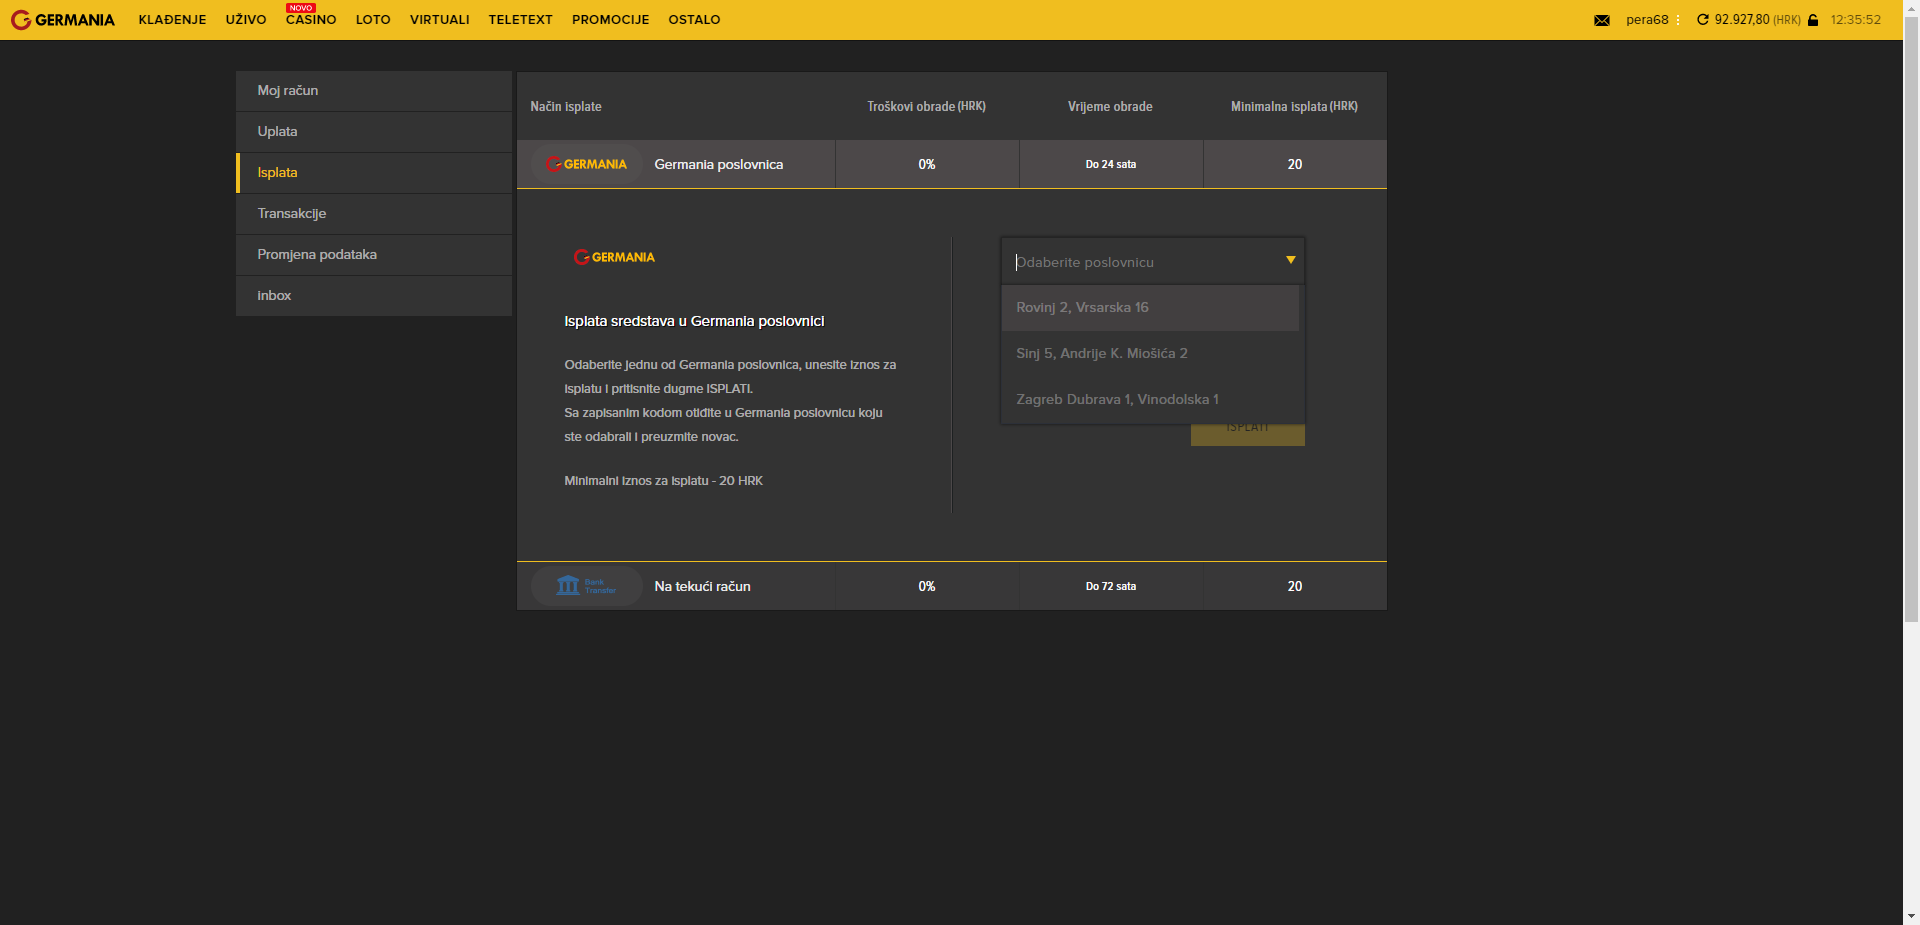 GERMANIA
KLAĐENJE UŽIVO NOVO CASINO LOTO VIRTUALI TELETEXT PROMOCIJE OSTALO
pera68 92.927,80 (HRK) 12:35:52
Moj račun
Uplata
Isplata
Transakcije
Promjena podataka
inbox
Način isplate Troškovi obrade (HRK) Vrijeme obrade Minimalna isplata (HRK)
GERMANIA Germania poslovnica 0% Do 24 sata 20
GERMANIA
Isplata sredstava u Germania poslovnici
Odaberite jednu od Germania poslovnica, unesite iznos za
isplatu i pritisnite dugme ISPLATI.
Sa zapisanim kodom otiđite u Germania poslovnicu koju
ste odabrali i preuzmite novac.
Minimalni iznos za isplatu - 20 HRK
Odaberite poslovnicu
Rovinj 2, Vrsarska 16
Sinj 5, Andrije K. Miošića 2
Zagreb Dubrava 1, Vinodolska 1
ISPLATI
Bank
Transfer
Na tekući račun 0% Do 72 sata 20